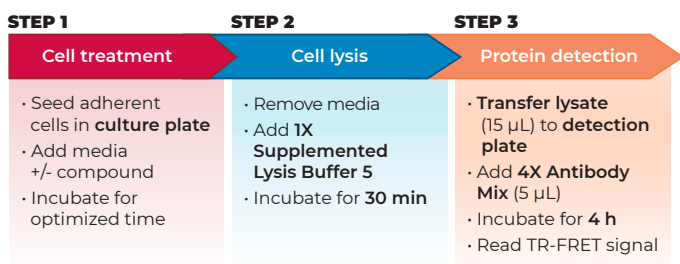 STEP 1
Cell treatment
· Seed adherent
cells in culture plate
· Add media
+/- compound
· Incubate for
optimized time
STEP 2
Cell lysis
· Remove media
· Add 1X
Supplemented
Lysis Buffer 5
· Incubate for 30 min
STEP 3
Protein detection
· Transfer lysate
(15 µL) to detection
plate
· Add 4X Antibody
Mix (5 µL)
· Incubate for 4 h
· Read TR-FRET signal